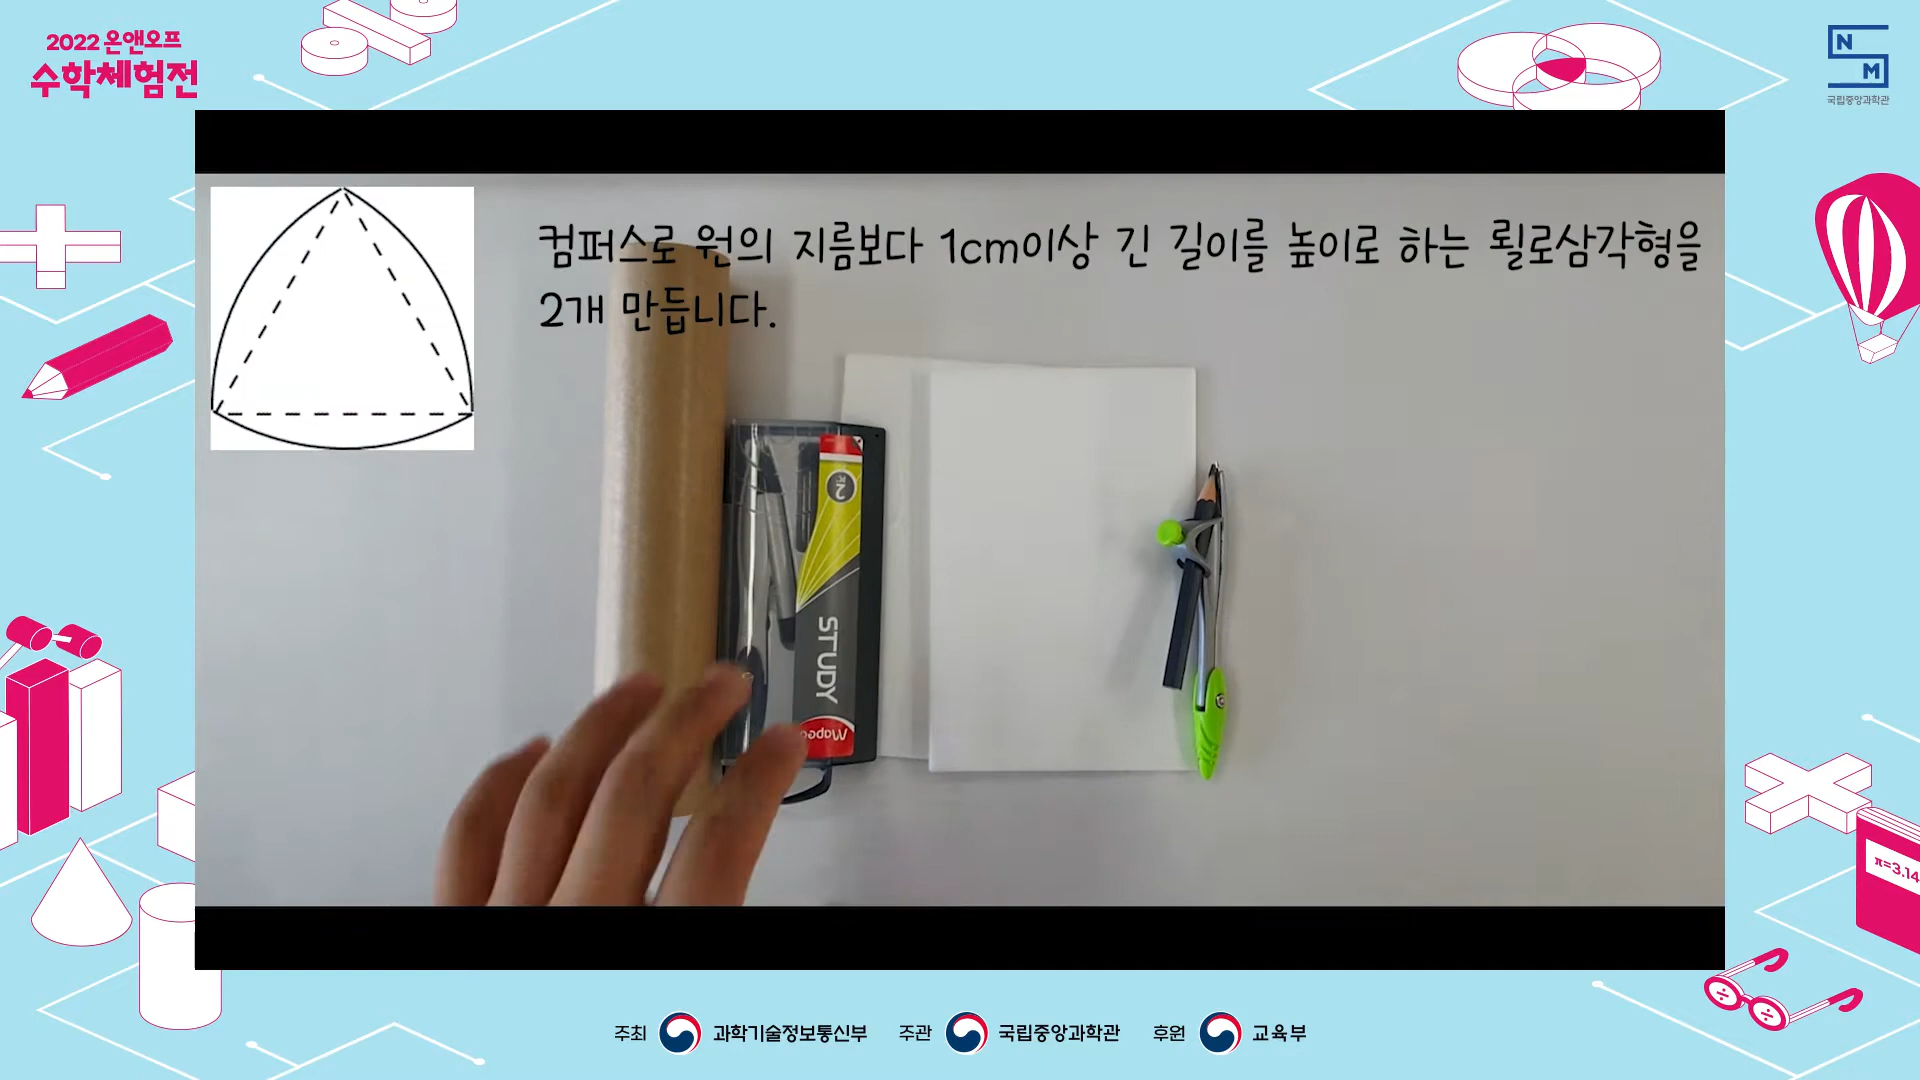 2022 온앤오프
수학체험전
N
M
국립중앙과학관
컴퍼스로 원의 지름보다 1cm이상 긴 길이를 높이로 하는 뢸로삼각형을
2개 만듭니다.
2
STUDY
Maped
π=3.14
주최 과학기술정보통신부 주관 국립중앙과학관 후원 교육부